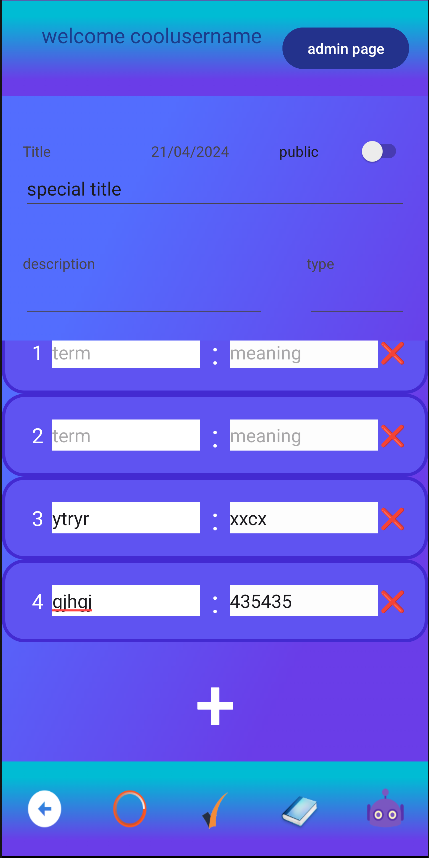 welcome coolusername
admin page
Title 21/04/2024 public
special title
description type
1 term : meaning
2 term : meaning
3 ytryr : xxcx
4 gjhgj : 435435
+